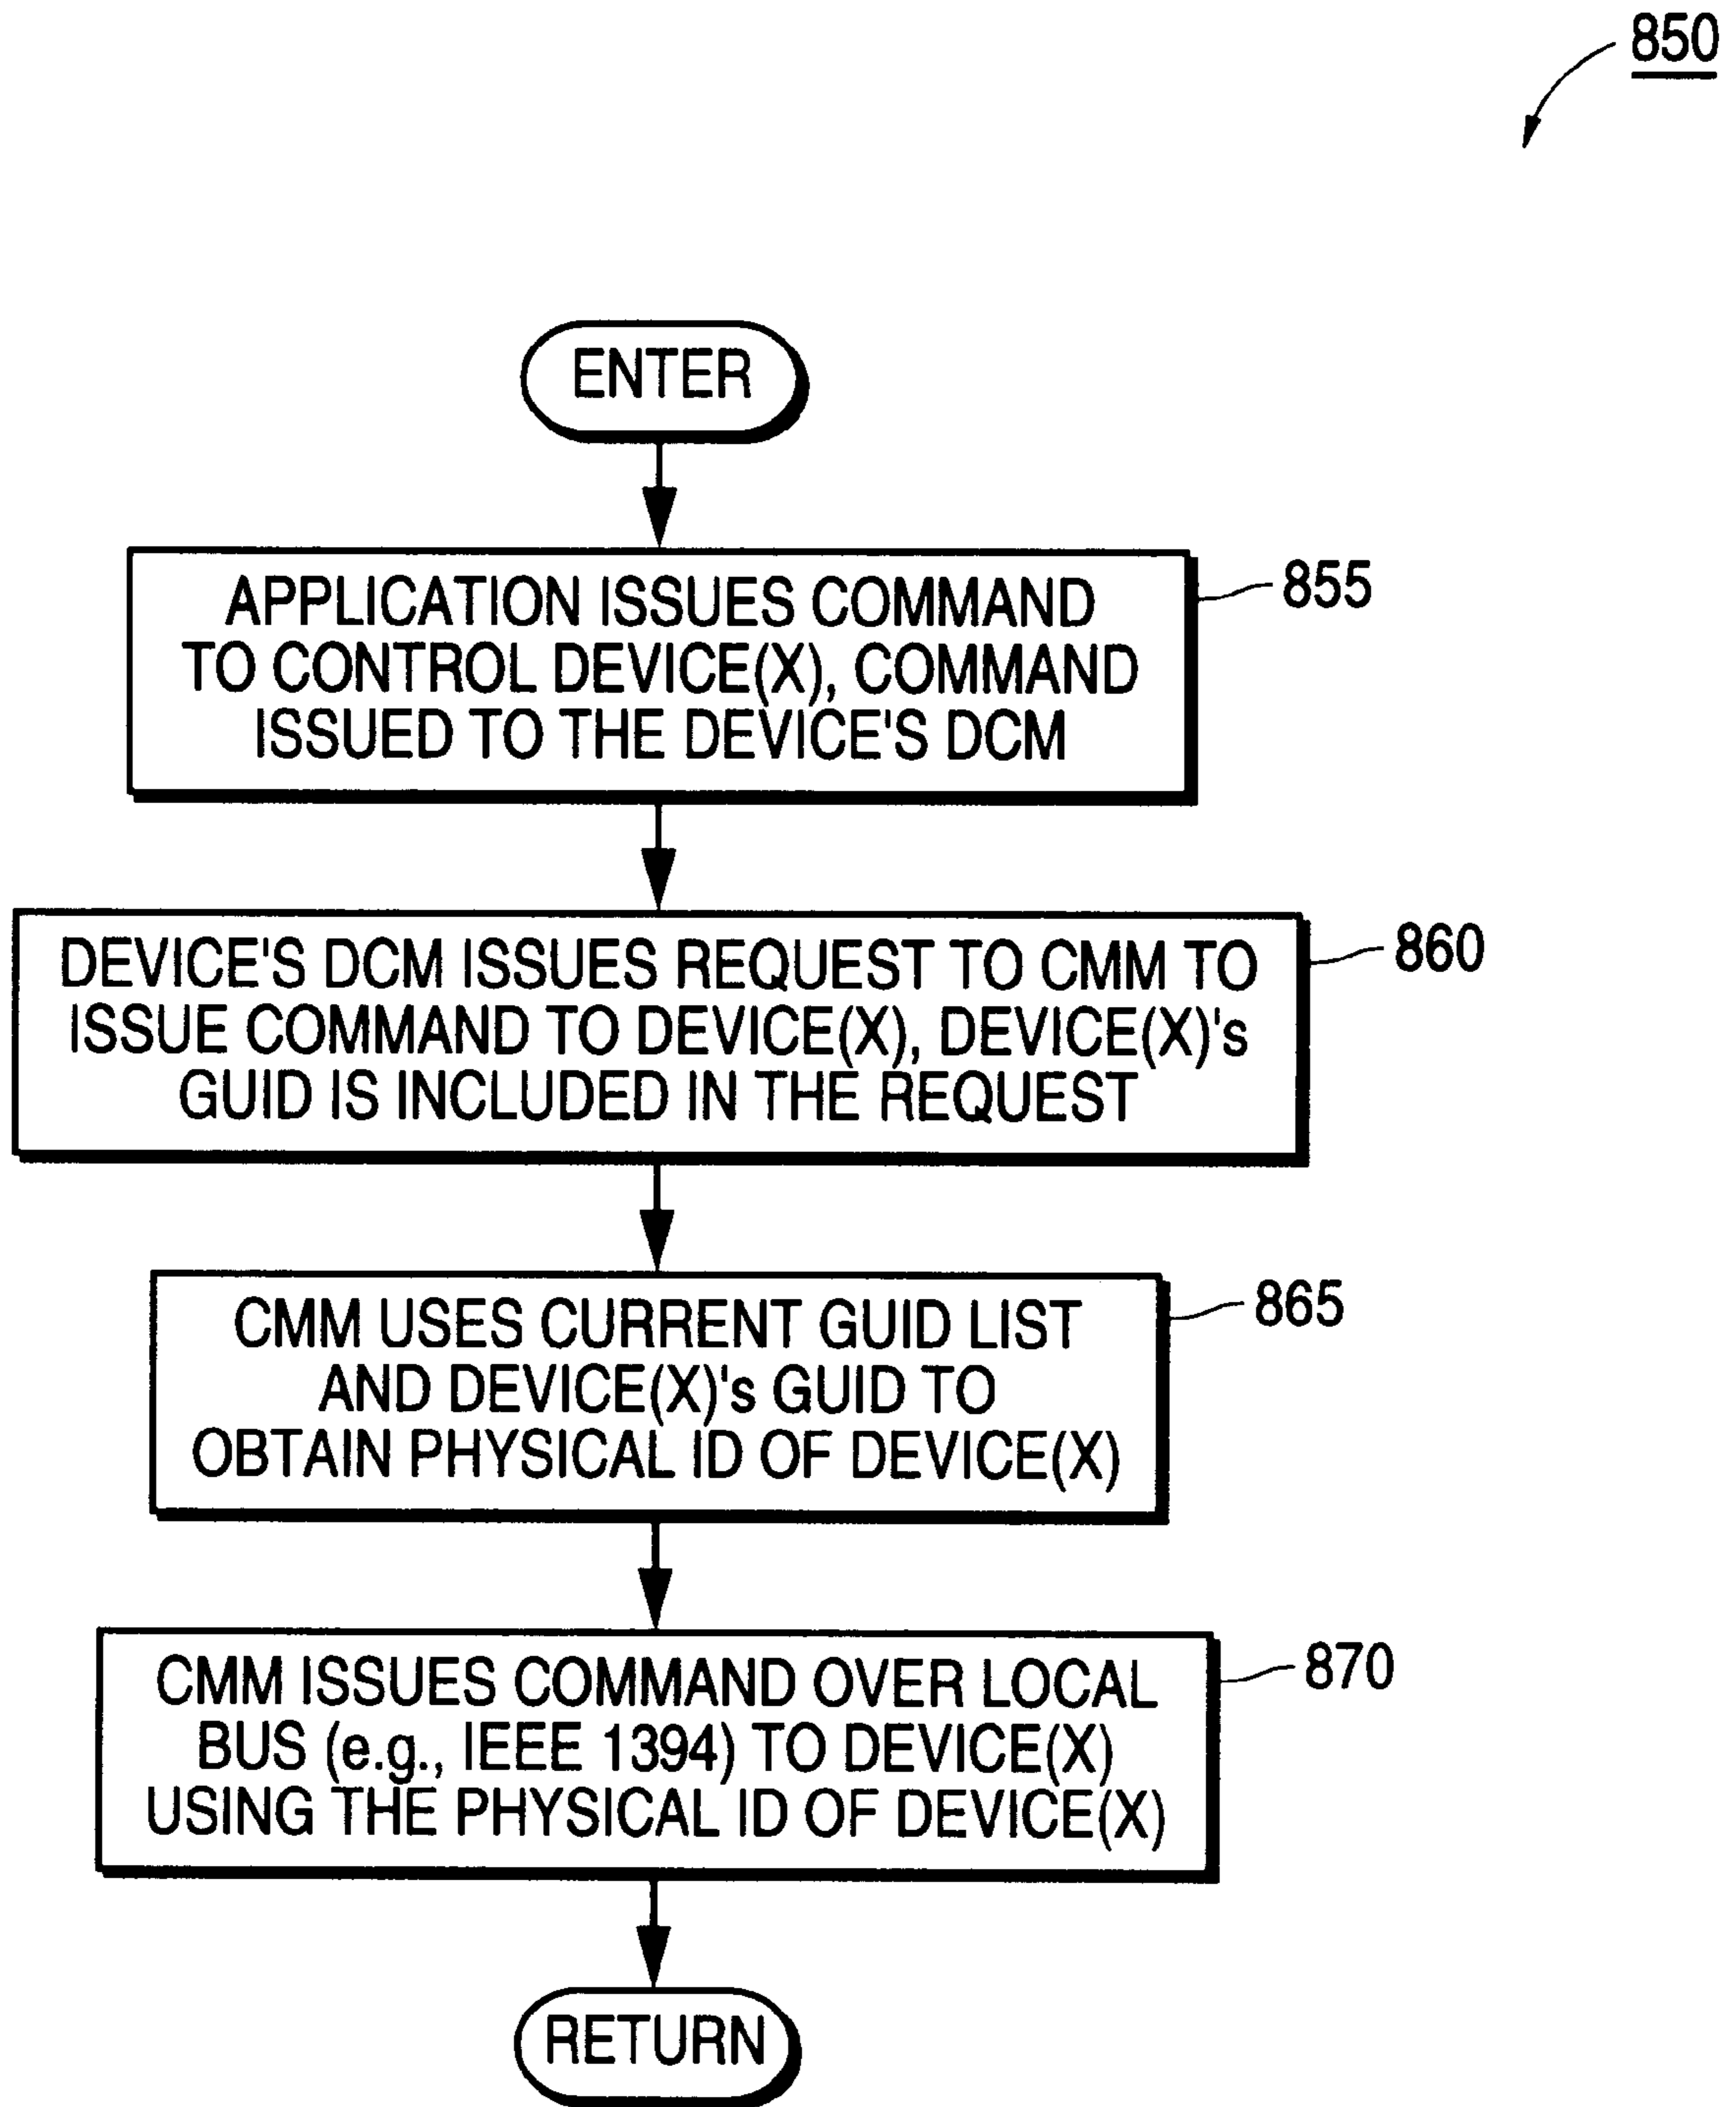 850
ENTER
APPLICATION ISSUES COMMAND
TO CONTROL DEVICE(X), COMMAND
ISSUED TO THE DEVICE'S DCM
855
DEVICE'S DCM ISSUES REQUEST TO CMM TO
ISSUE COMMAND TO DEVICE(X), DEVICE(X)'s
GUID IS INCLUDED IN THE REQUEST
860
CMM USES CURRENT GUID LIST
AND DEVICE(X)'s GUID TO
OBTAIN PHYSICAL ID OF DEVICE(X)
865
CMM ISSUES COMMAND OVER LOCAL
BUS (e.g., IEEE 1394) TO DEVICE(X)
USING THE PHYSICAL ID OF DEVICE(X)
870
RETURN